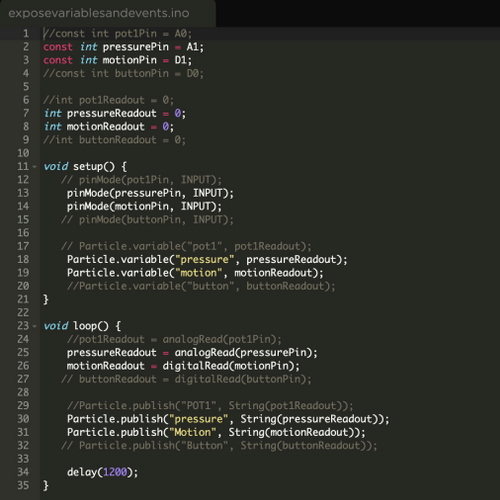 exposevariablesandevents.ino
1 //const int pot1Pin = A0;
2 const int pressurePin = A1;
3 const int motionPin = D1;
4 //const int buttonPin = D0;
5
6 //int pot1Readout = 0;
7 int pressureReadout = 0;
8 int motionReadout = 0;
9 //int buttonReadout = 0;
10
11 void setup() {
12 // pinMode(pot1Pin, INPUT);
13 pinMode(pressurePin, INPUT);
14 pinMode(motionPin, INPUT);
15 // pinMode(buttonPin, INPUT);
16
17 // Particle.variable("pot1", pot1Readout);
18 Particle.variable("pressure", pressureReadout);
19 Particle.variable("motion", motionReadout);
20 //Particle.variable("button", buttonReadout);
21 }
22
23 void loop() {
24 //pot1Readout = analogRead(pot1Pin);
25 pressureReadout = analogRead(pressurePin);
26 motionReadout = digitalRead(motionPin);
27 // buttonReadout = digitalRead(buttonPin);
28
29 //Particle.publish("POT1", String(pot1Readout));
30 Particle.publish("pressure", String(pressureReadout));
31 Particle.publish("Motion", String(motionReadout));
32 // Particle.publish("Button", String(buttonReadout));
33
34 delay(1200);
35 }